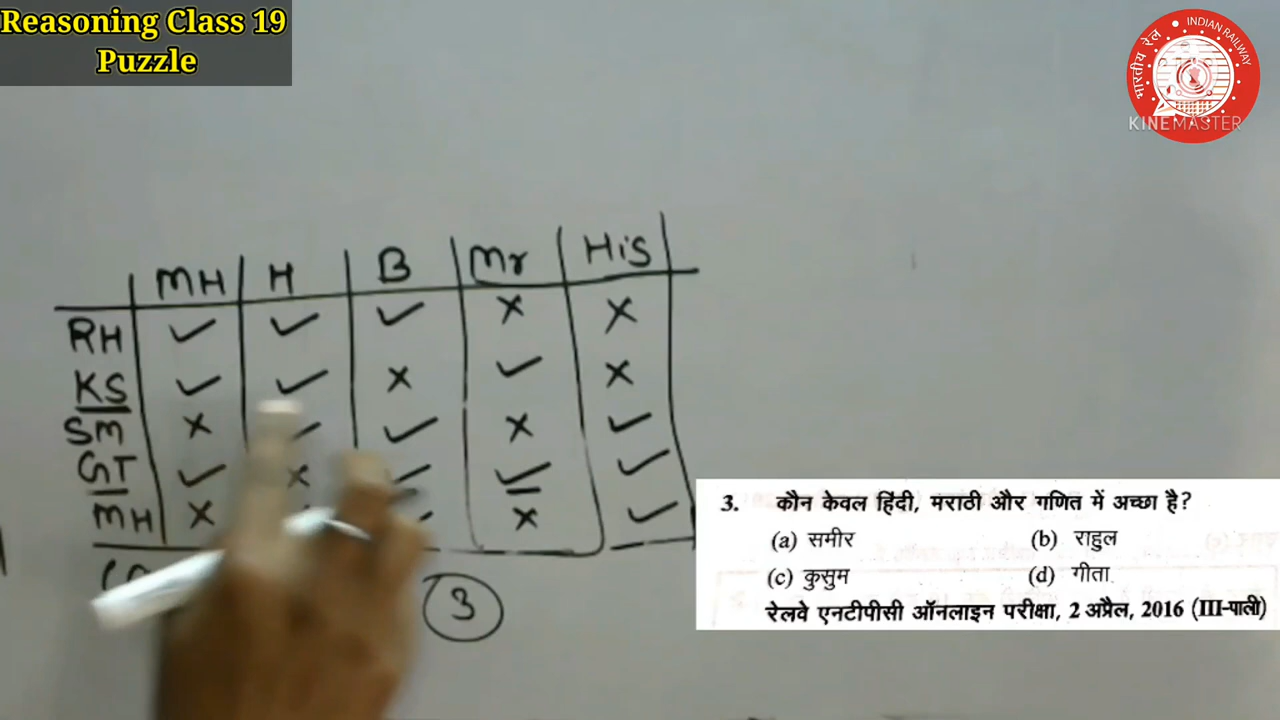 Reasoning Class 19
Puzzle
भारतीय रेल
INDIAN RAILWAY
KINEMASTER
MH H B Mr His
RH ✓ ✓ ✓ × ×
KS ✓ ✓ × ✓ ×
SM × ✓ ✓ × ✓
GT ✓ × ✓ ✓ ✓
MH × ✓ × ✓
3
3. कौन केवल हिंदी, मराठी और गणित में अच्छा है?
(a) समीर (b) राहुल
(c) कुसुम (d) गीता
रेलवे एनटीपीसी ऑनलाइन परीक्षा, 2 अप्रैल, 2016 (III-पाली)